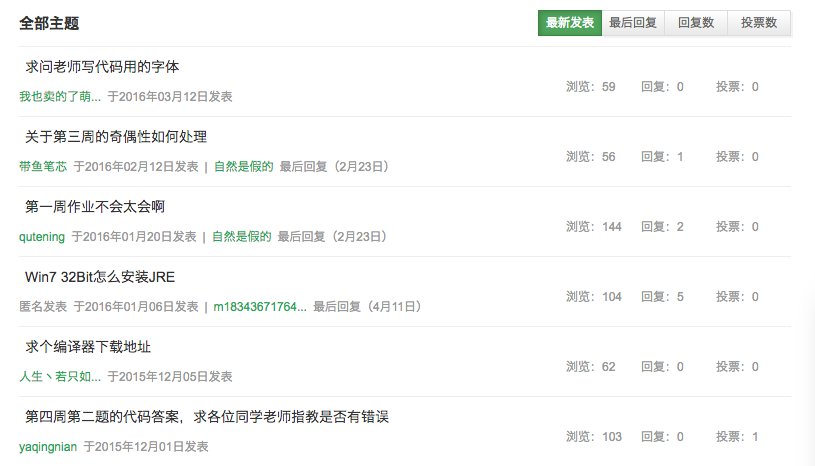 全部主题 最新发表 最后回复 回复数 投票数
求问老师写代码用的字体
浏览：59 回复：0 投票：0
我也卖的了萌... 于2016年03月12日发表
关于第三周的奇偶性如何处理
浏览：56 回复：1 投票：0
带鱼笔芯 于2016年02月12日发表 | 自然是假的 最后回复（2月23日）
第一周作业不会太会啊
浏览：144 回复：2 投票：0
qutening 于2016年01月20日发表 | 自然是假的 最后回复（2月23日）
Win7 32Bit怎么安装JRE
浏览：104 回复：5 投票：0
匿名发表 于2016年01月06日发表 | m18343671764... 最后回复（4月11日）
求个编译器下载地址
浏览：62 回复：0 投票：0
人生丶若只如... 于2015年12月05日发表
第四周第二题的代码答案，求各位同学老师指教是否有错误
浏览：103 回复：0 投票：1
yaqingnian 于2015年12月01日发表